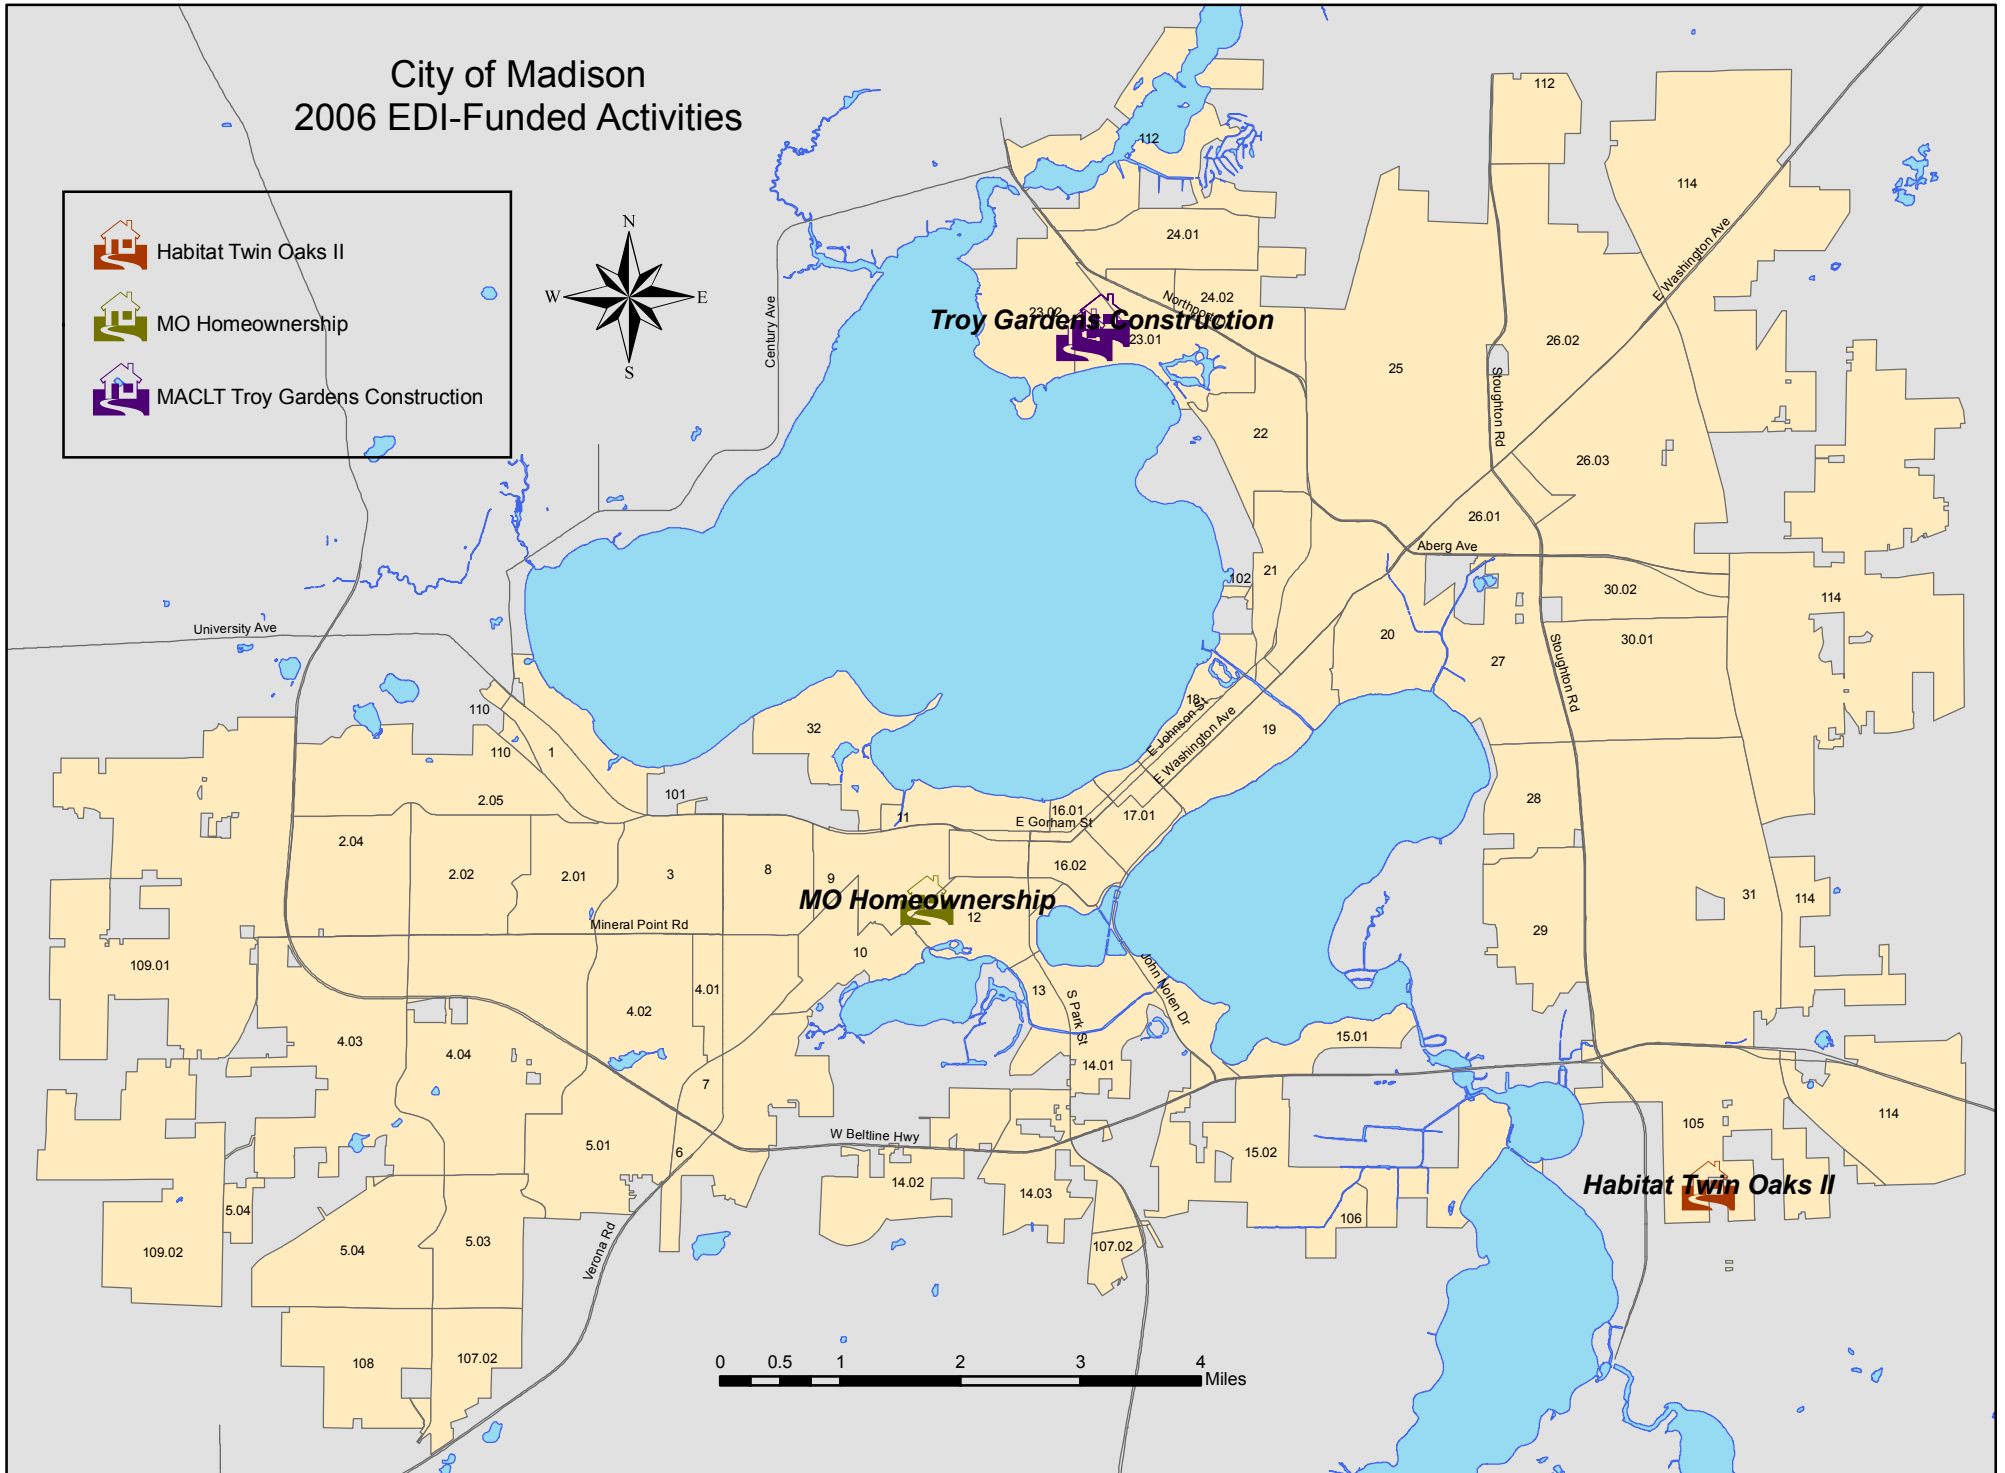 City of Madison
2006 EDI-Funded Activities
Habitat Twin Oaks II
MO Homeownership
MACLT Troy Gardens Construction
N
W
E
S
112
112
114
24.01
E Washington Ave
Century Ave
24.02
Northport
23.02
Troy Gardens Construction
23.01
26.02
25
Stoughton Rd
22
26.03
26.01
Aberg Ave
102
21
30.02
114
University Ave
20
30.01
27
Stoughton Rd
18
110
32
E Johnson St
E Washington Ave
19
110
1
101
2.05
28
16.01
11
E Gorham St
17.01
2.04
16.02
2.02
2.01
3
8
9
MO Homeownership
12
31
114
Mineral Point Rd
29
10
109.01
John Nolen Dr
4.01
13
S Park St
4.02
4.03
4.04
15.01
14.01
7
114
105
W Beltline Hwy
5.01
6
15.02
14.02
14.03
Habitat Twin Oaks II
5.04
106
5.04
5.03
109.02
Verona Rd
107.02
108
107.02
0 0.5 1 2 3 4
Miles